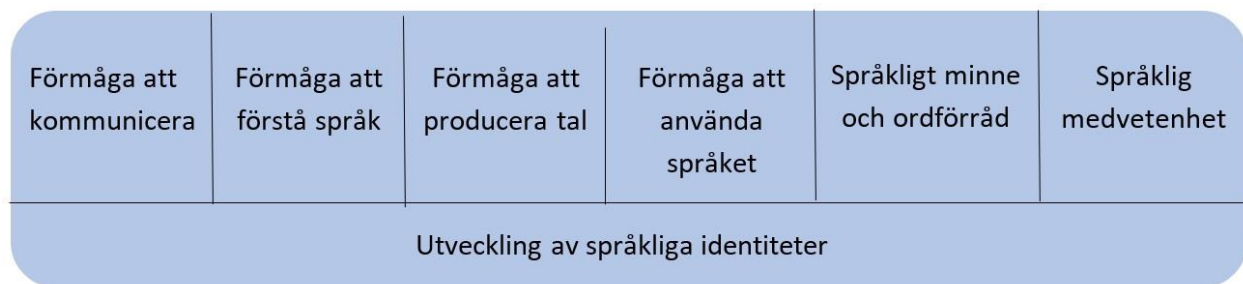 Förmåga att
kommunicera
Förmåga att
förstå språk
Förmåga att
producera tal
Förmåga att
använda
språket
Språkligt minne
och ordförråd
Språklig
medvetenhet
Utveckling av språkliga identiteter